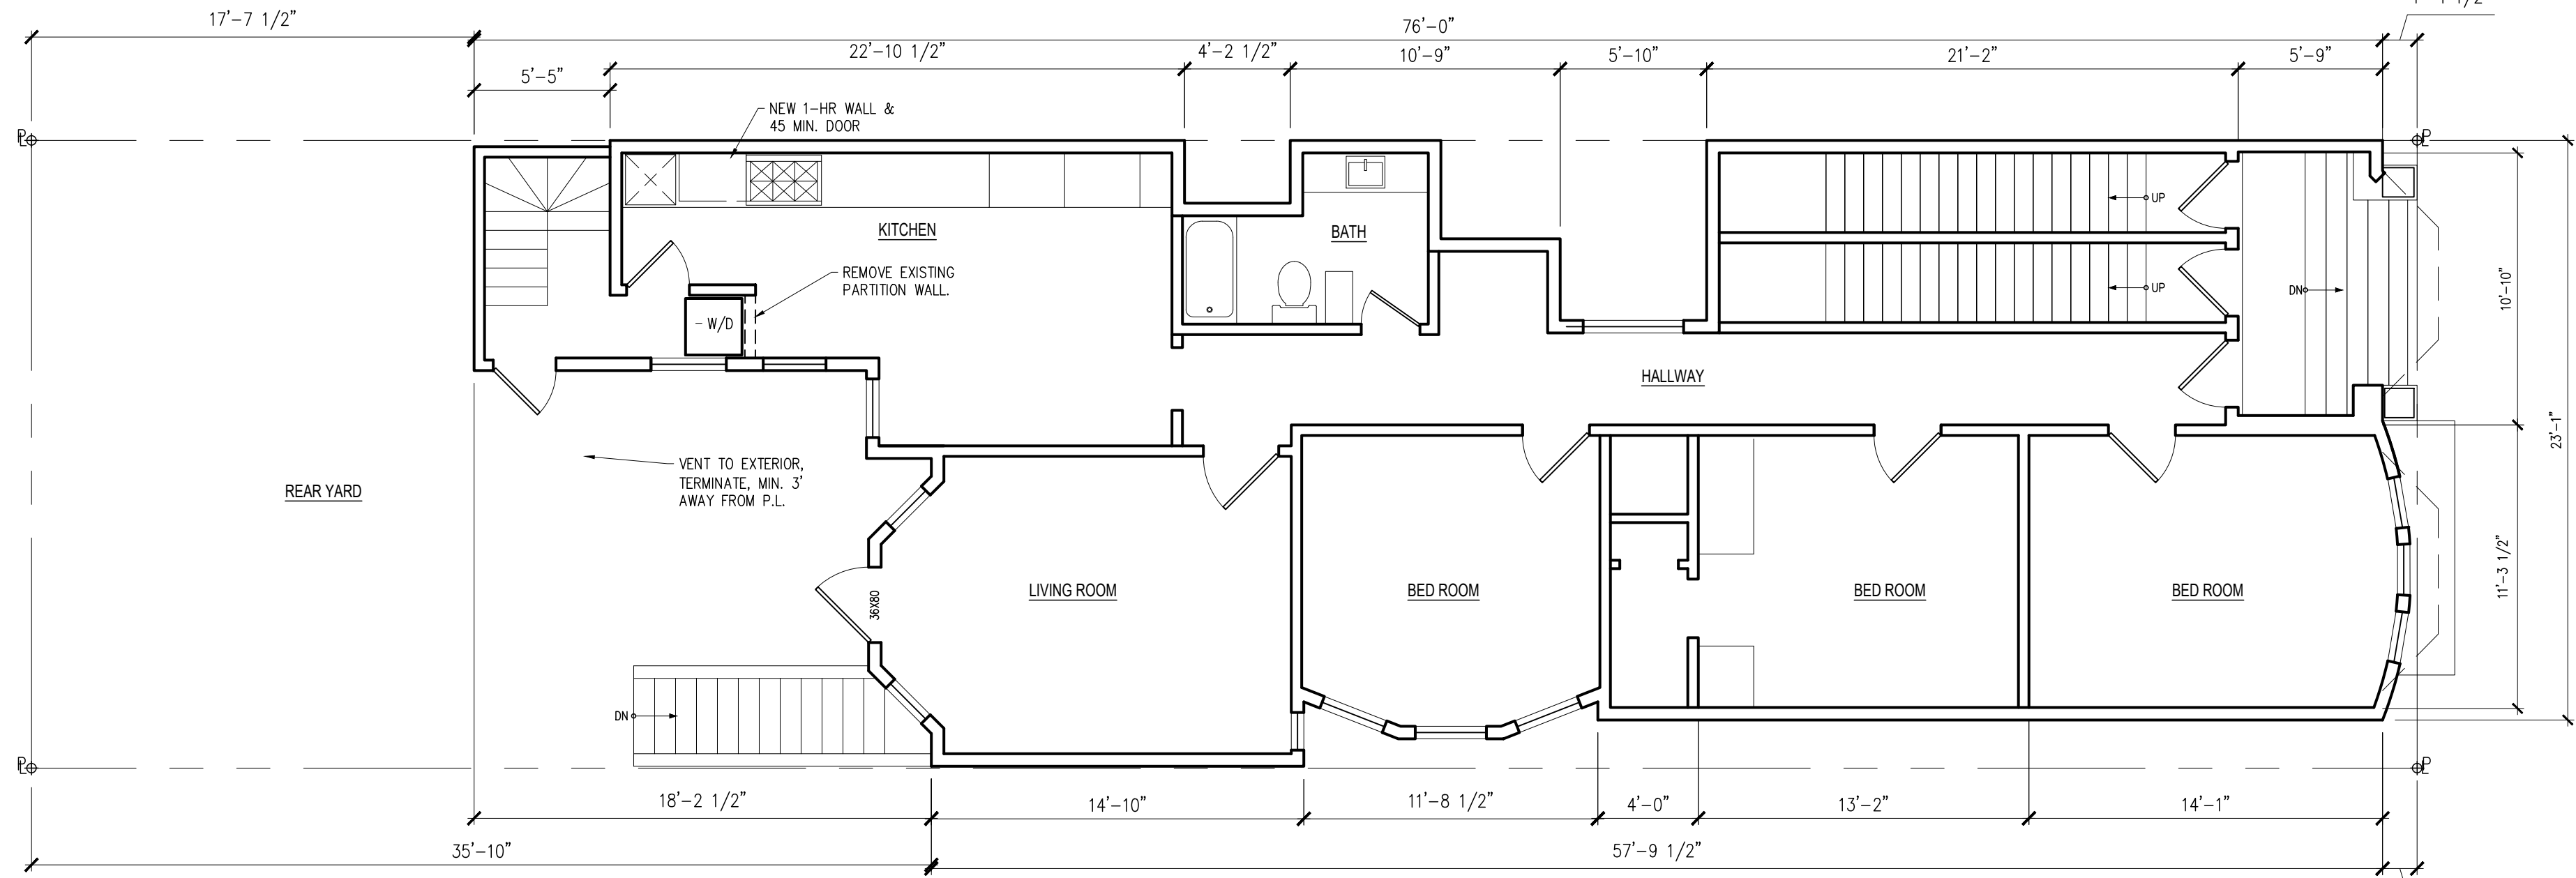 17'-7 1/2"
76'-0"
5'-5"
22'-10 1/2"
4'-2 1/2"
10'-9"
5'-10"
21'-2"
5'-9"
NEW 1-HR WALL &
45 MIN. DOOR
PL
PL
KITCHEN
BATH
UP
REMOVE EXISTING
PARTITION WALL.
UP
DN
10'-10"
W/D
HALLWAY
23'-1"
VENT TO EXTERIOR,
TERMINATE, MIN. 3'
AWAY FROM P.L.
REAR YARD
11'-3 1/2"
LIVING ROOM
BED ROOM
BED ROOM
BED ROOM
36X80
DN
PL
PL
18'-2 1/2"
14'-10"
11'-8 1/2"
4'-0"
13'-2"
14'-1"
35'-10"
57'-9 1/2"